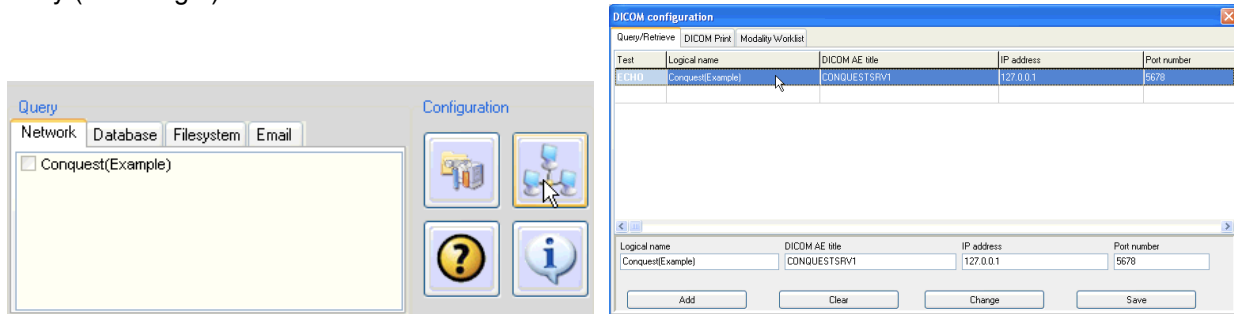 Query
Configuration
Network Database Filesystem Email
Conquest(Example)
DICOM configuration
Query/Retrieve DICOM Print Modality Worklist
Test Logical name DICOM AE title IP address Port number
ECHO Conquest(Example) CONQUESTSRV1 127.0.0.1 5678
Logical name DICOM AE title IP address Port number
Conquest(Example) CONQUESTSRV1 127.0.0.1 5678
Add Clear Change Save